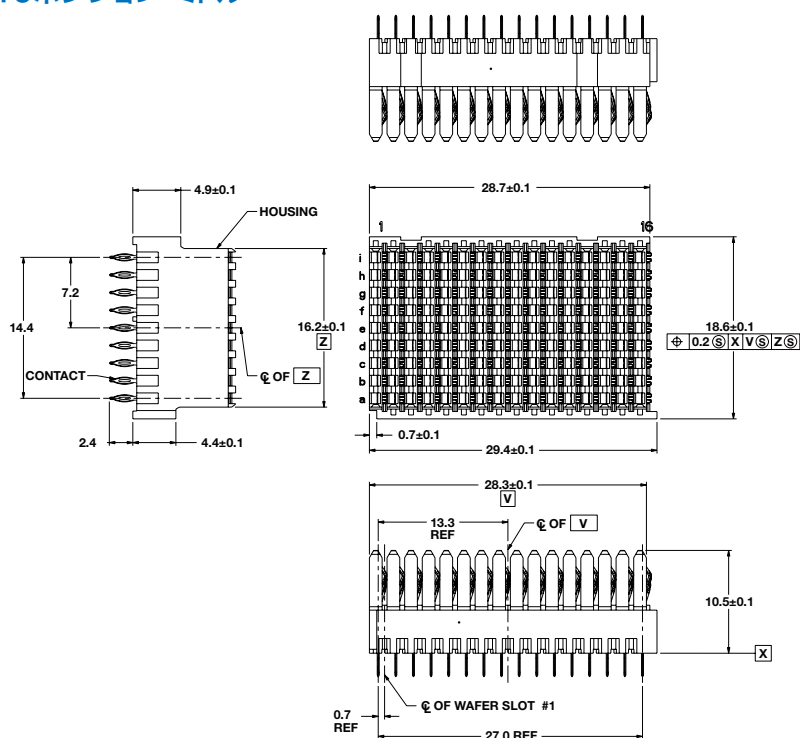 4.9±0.1
HOUSING
7.2
14.4
16.2±0.1
Z
CONTACT
℄ OF Z
2.4
4.4±0.1
28.7±0.1
1
16
i
h
g
f
e
d
c
b
a
18.6±0.1
⌖ 0.2 Ⓢ X V Ⓢ Z Ⓢ
0.7±0.1
29.4±0.1
28.3±0.1
V
13.3
REF
℄ OF V
10.5±0.1
X
℄ OF WAFER SLOT #1
0.7
REF
27.0 REF